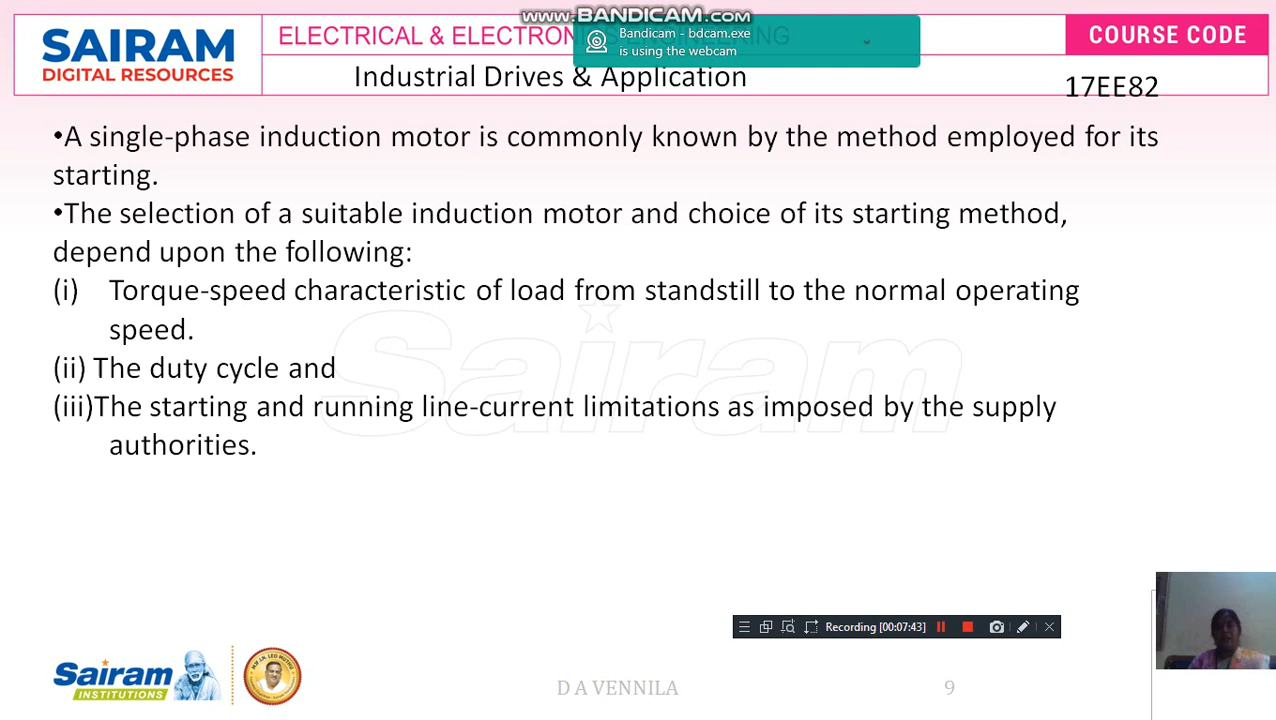 www.BANDICAM.com
SAIRAM
DIGITAL RESOURCES
ELECTRICAL & ELECTRON
Bandicam - bdcam.exe
is using the webcam
COURSE CODE
Industrial Drives & Application
17EE82
•A single-phase induction motor is commonly known by the method employed for its
starting.
•The selection of a suitable induction motor and choice of its starting method,
depend upon the following:
(i) Torque-speed characteristic of load from standstill to the normal operating
speed.
(ii) The duty cycle and
(iii)The starting and running line-current limitations as imposed by the supply
authorities.
Sairam
Recording [00:07:43]
Sairam
INSTITUTIONS
D A VENNILA
9